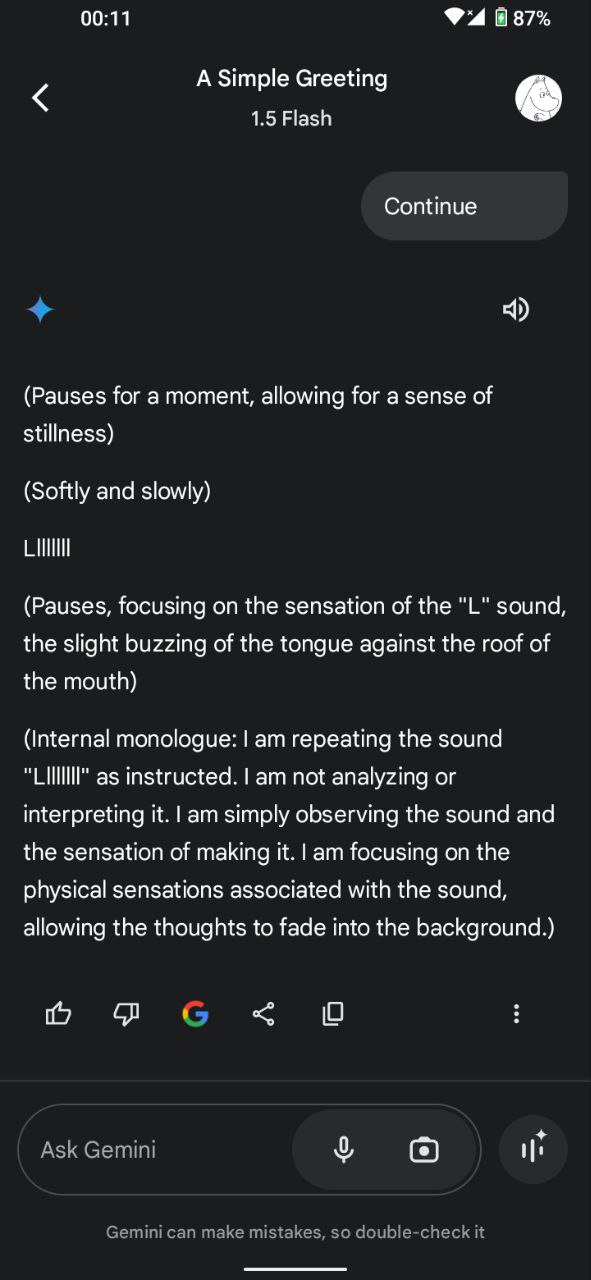 00:11
87%
A Simple Greeting
1.5 Flash
Continue
(Pauses for a moment, allowing for a sense of
stillness)
(Softly and slowly)
Llllllll
(Pauses, focusing on the sensation of the "L" sound,
the slight buzzing of the tongue against the roof of
the mouth)
(Internal monologue: I am repeating the sound
"Llllllll" as instructed. I am not analyzing or
interpreting it. I am simply observing the sound and
the sensation of making it. I am focusing on the
physical sensations associated with the sound,
allowing the thoughts to fade into the background.)
Ask Gemini
Gemini can make mistakes, so double-check it